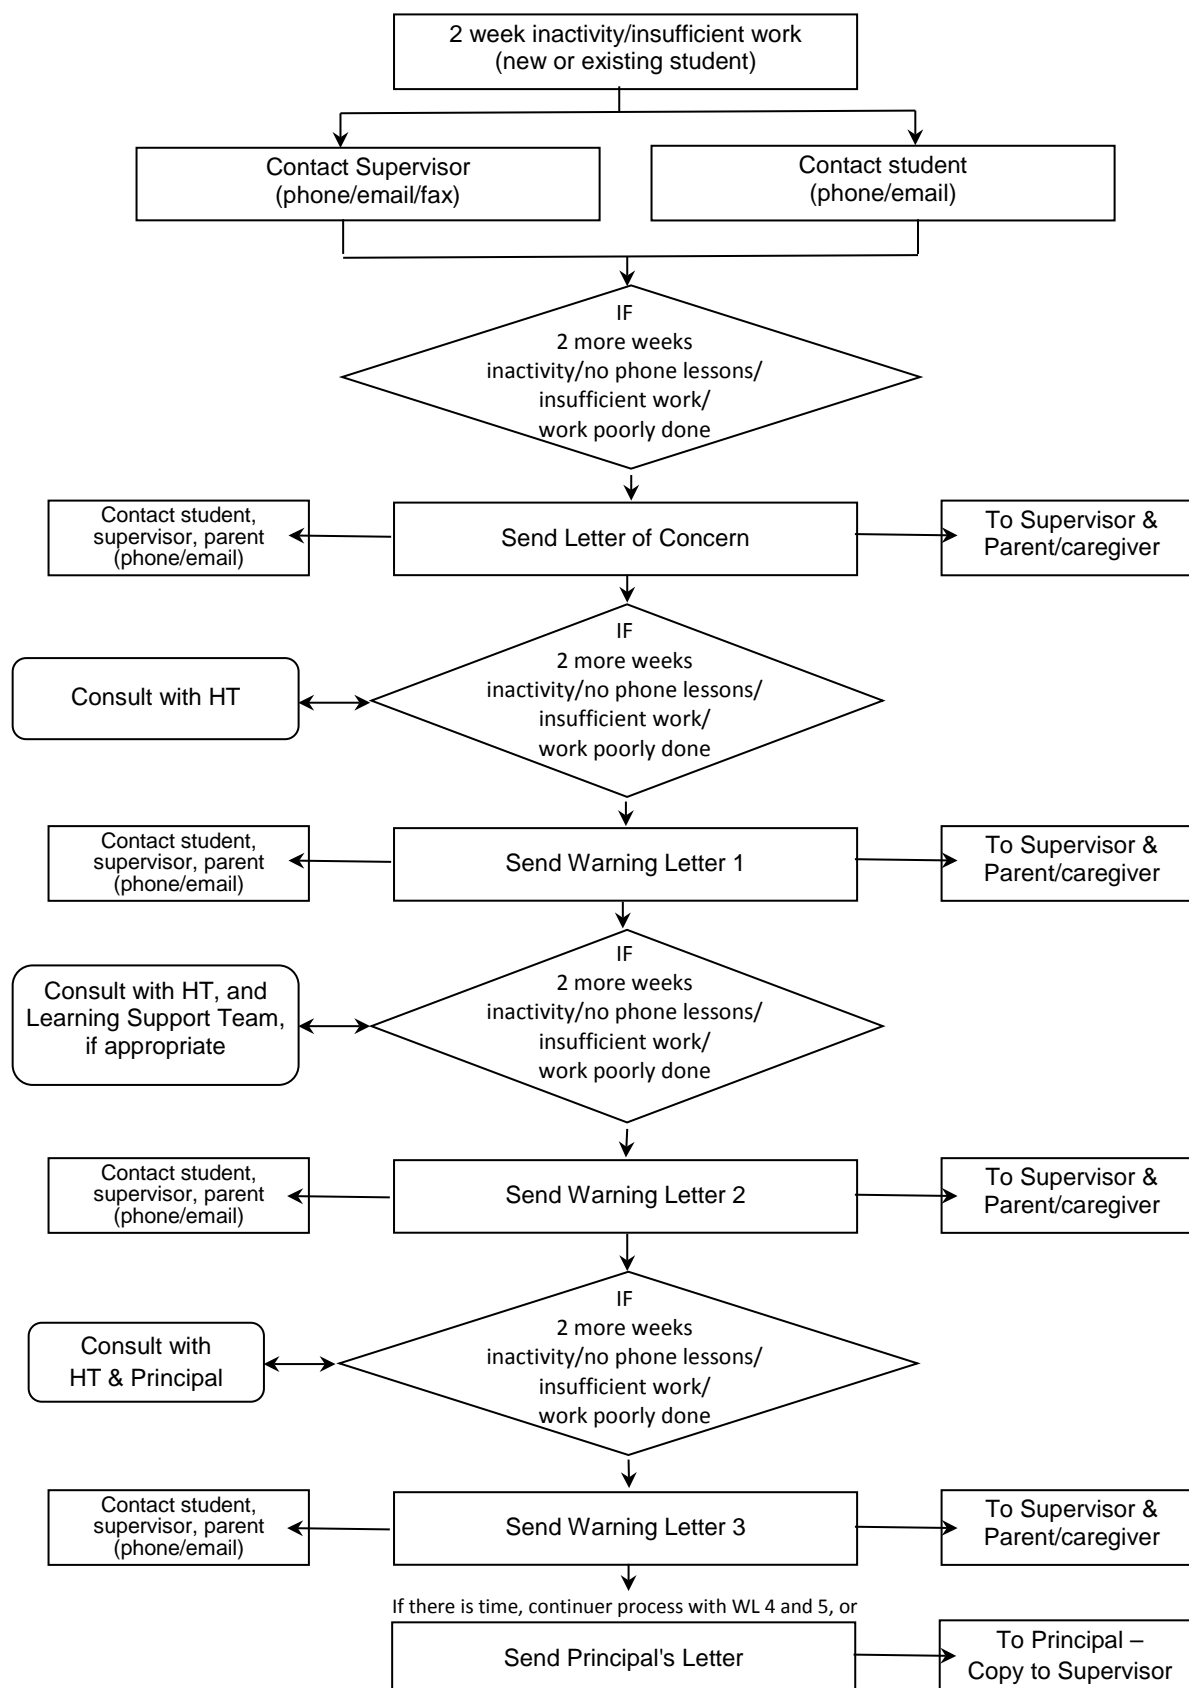 2 week inactivity/insufficient work
(new or existing student)
Contact Supervisor
(phone/email/fax)
Contact student
(phone/email)
IF
2 more weeks
inactivity/no phone lessons/
insufficient work/
work poorly done
Contact student,
supervisor, parent
(phone/email)
Send Letter of Concern
To Supervisor &
Parent/caregiver
IF
2 more weeks
inactivity/no phone lessons/
insufficient work/
work poorly done
Consult with HT
Contact student,
supervisor, parent
(phone/email)
Send Warning Letter 1
To Supervisor &
Parent/caregiver
IF
2 more weeks
inactivity/no phone lessons/
insufficient work/
work poorly done
Consult with HT, and
Learning Support Team,
if appropriate
Contact student,
supervisor, parent
(phone/email)
Send Warning Letter 2
To Supervisor &
Parent/caregiver
IF
2 more weeks
inactivity/no phone lessons/
insufficient work/
work poorly done
Consult with
HT & Principal
Contact student,
supervisor, parent
(phone/email)
Send Warning Letter 3
To Supervisor &
Parent/caregiver
If there is time, continuer process with WL 4 and 5, or
Send Principal's Letter
To Principal –
Copy to Supervisor